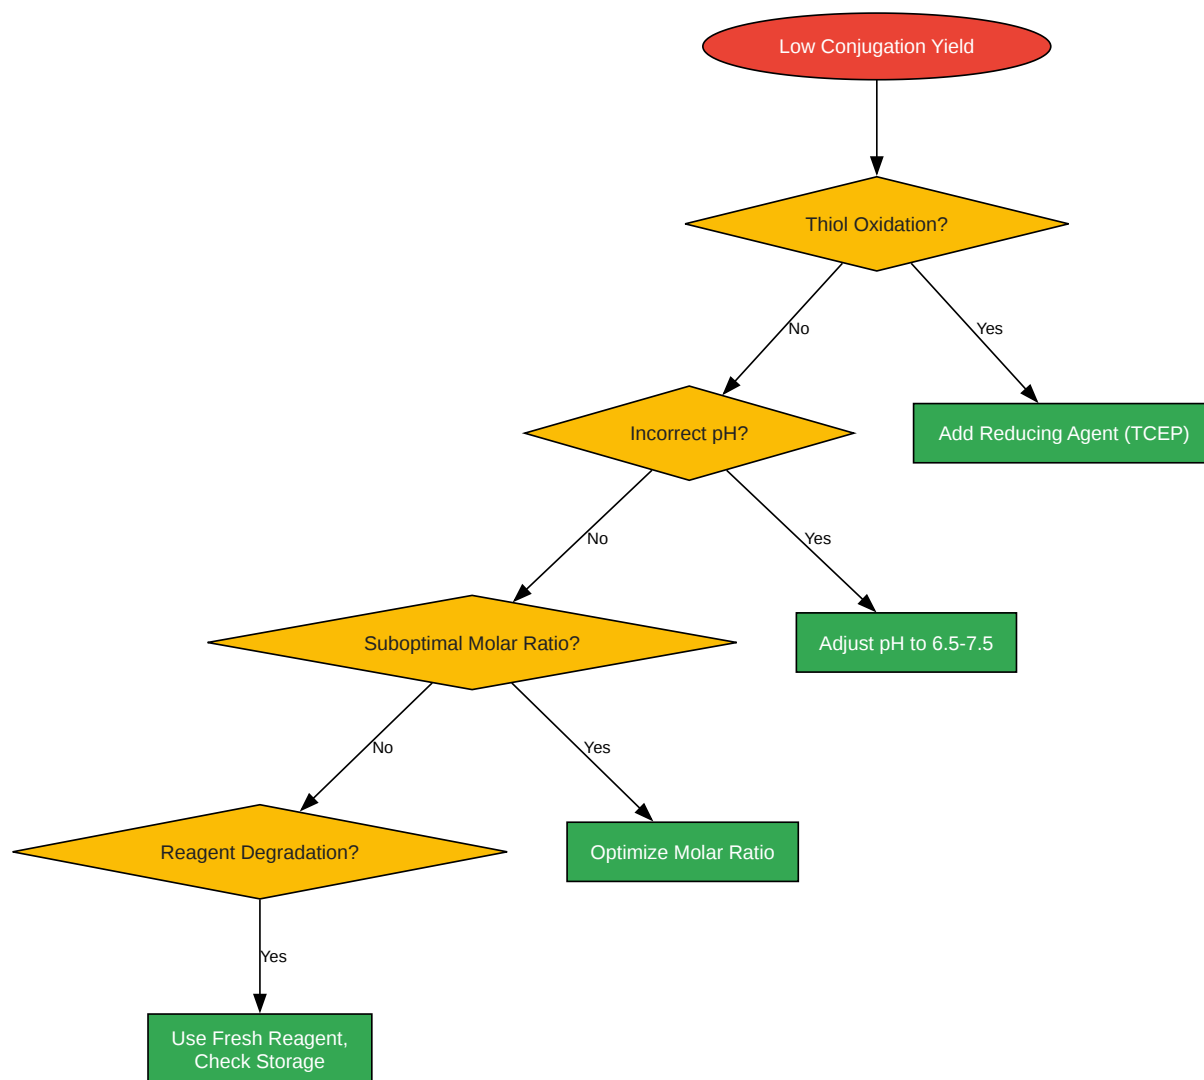 Low Conjugation Yield
Thiol Oxidation?
No
Yes
Incorrect pH?
Add Reducing Agent (TCEP)
No
Yes
Suboptimal Molar Ratio?
Adjust pH to 6.5-7.5
No
Yes
Reagent Degradation?
Optimize Molar Ratio
Yes
Use Fresh Reagent,
Check Storage